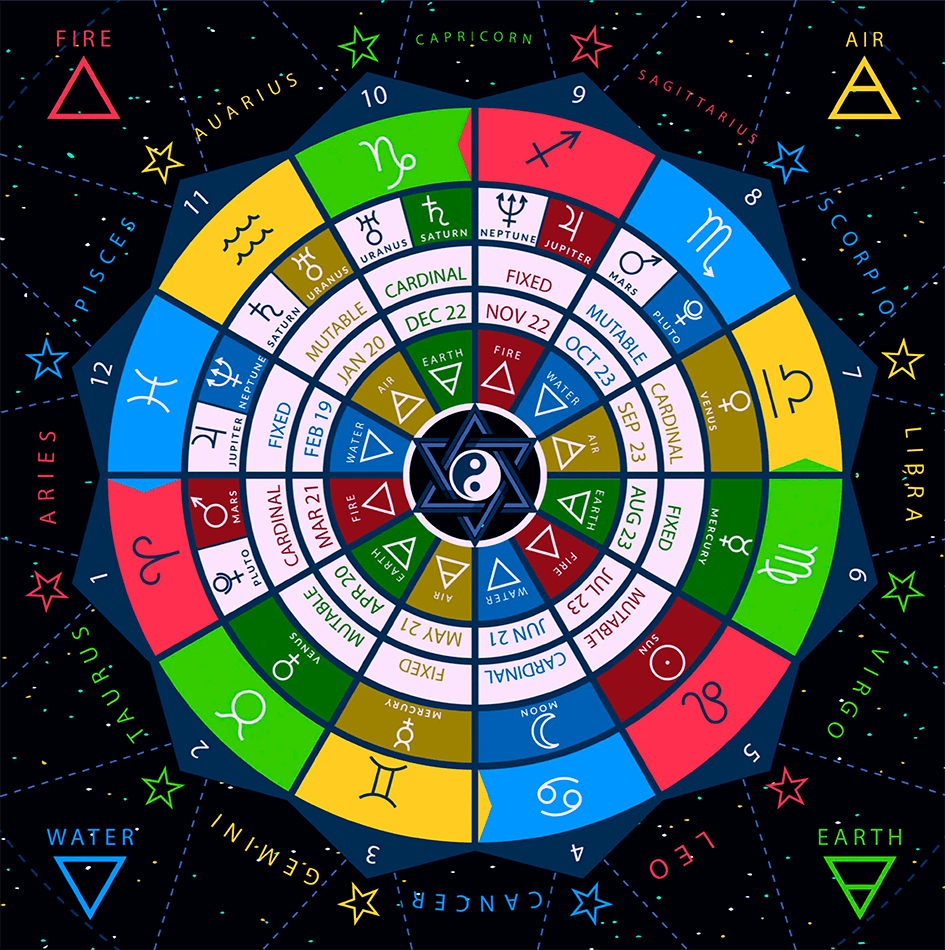 FIRE
AIR
CAPRICORN
SAGITTARIUS
SCORPIO
LIBRA
VIRGO
LEO
CANCER
GEMINI
TAURUS
ARIES
PISCES
AUARIUS
WATER
EARTH
10
9
8
7
6
5
4
3
2
1
12
11
URANUS
SATURN
NEPTUNE
JUPITER
MARS
PLUTO
VENUS
MERCURY
SUN
MOON
MERCURY
VENUS
PLUTO
MARS
JUPITER
NEPTUNE
SATURN
URANUS
CARDINAL
FIXED
MUTABLE
CARDINAL
FIXED
MUTABLE
CARDINAL
FIXED
MUTABLE
CARDINAL
FIXED
MUTABLE
DEC 22
NOV 22
OCT 23
SEP 23
AUG 23
JUL 23
JUN 21
MAY 21
APR 20
MAR 21
FEB 19
JAN 20
EARTH
FIRE
WATER
AIR
EARTH
FIRE
WATER
AIR
EARTH
FIRE
WATER
AIR